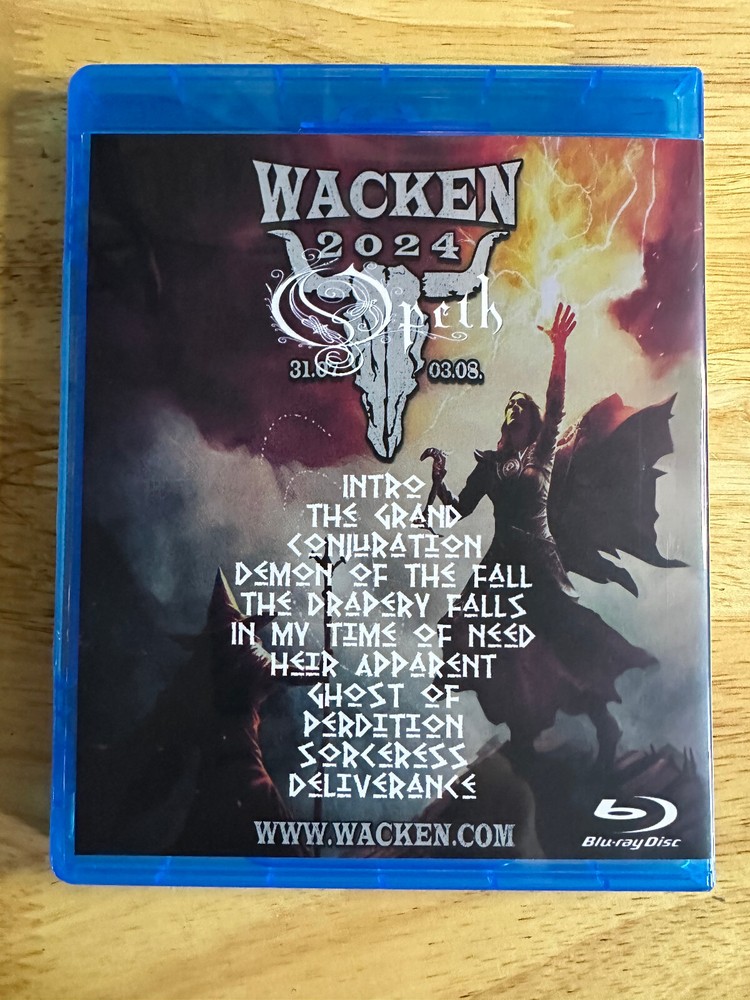 WACKEN
2024
Opeth
31.07 03.08.
INTRO
THE GRAND
CONJURATION
DEMON OF THE FALL
THE DRAPERY FALLS
IN MY TIME OF NEED
HEIR APPARENT
GHOST OF
PERDITION
SORCERESS
DELIVERANCE
WWW.WACKEN.COM
Blu-ray Disc